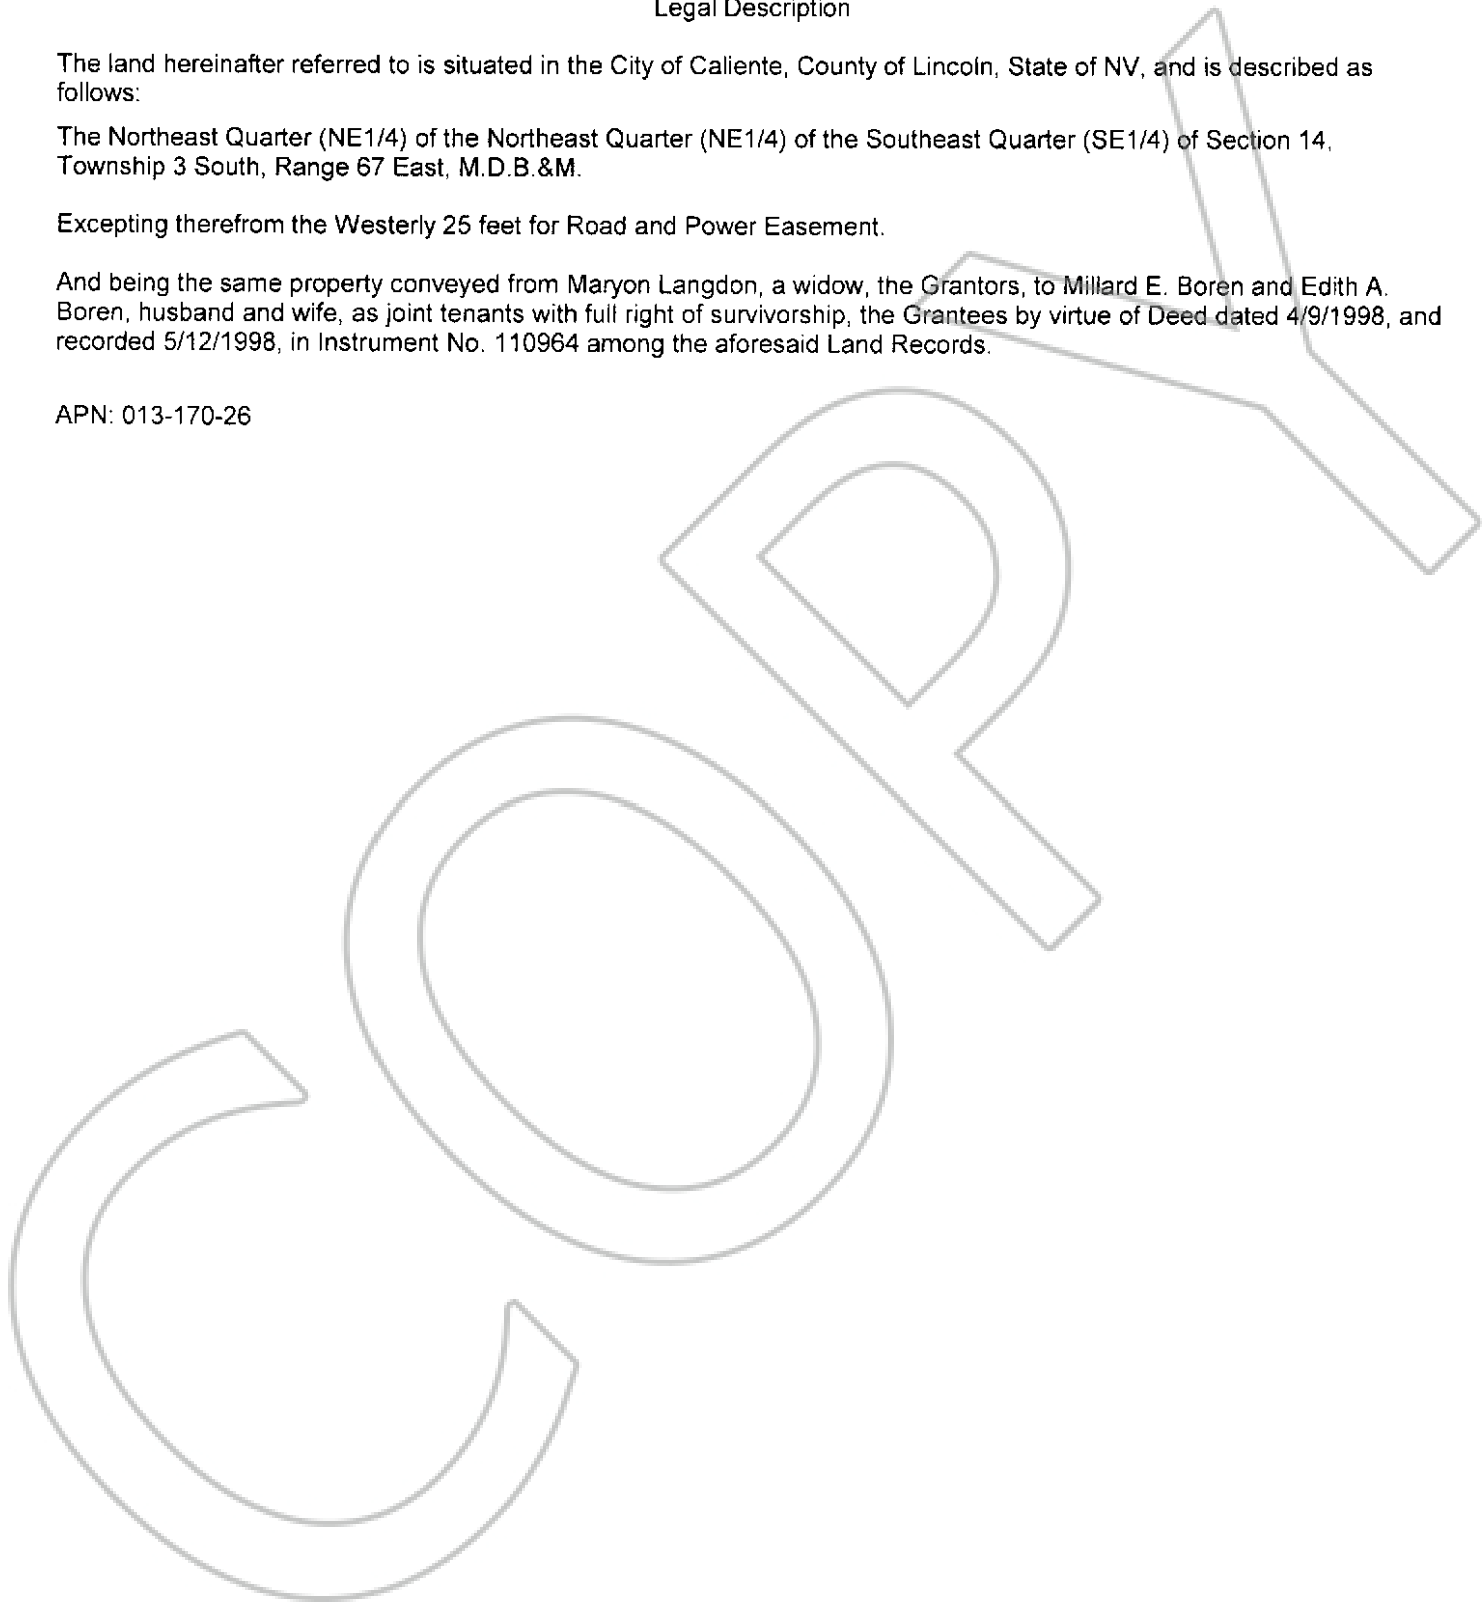 Legal Description
The land hereinafter referred to is situated in the City of Caliente, County of Lincoln, State of NV, and is described as
follows:
The Northeast Quarter (NE1/4) of the Northeast Quarter (NE1/4) of the Southeast Quarter (SE1/4) of Section 14,
Township 3 South, Range 67 East, M.D.B.&M.
Excepting therefrom the Westerly 25 feet for Road and Power Easement.
And being the same property conveyed from Maryon Langdon, a widow, the Grantors, to Millard E. Boren and Edith A.
Boren, husband and wife, as joint tenants with full right of survivorship, the Grantees by virtue of Deed dated 4/9/1998, and
recorded 5/12/1998, in Instrument No. 110964 among the aforesaid Land Records.
APN: 013-170-26
COPY